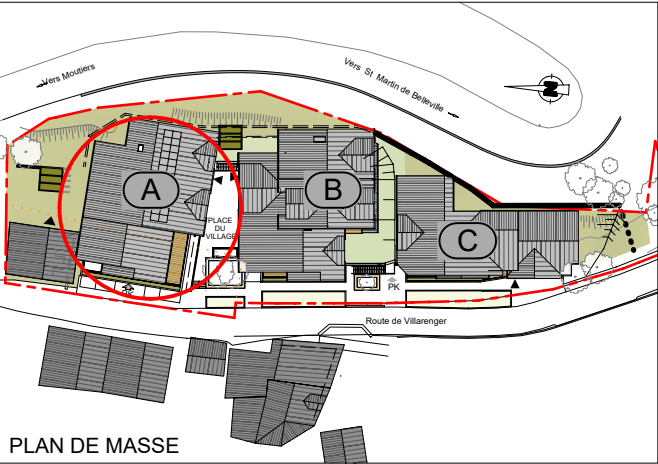 Vers Moutiers
Vers St. Martin de Belleville
N
A
B
C
PLACE
DU
VILLAGE
PK
Route de Villarenger
PLAN DE MASSE